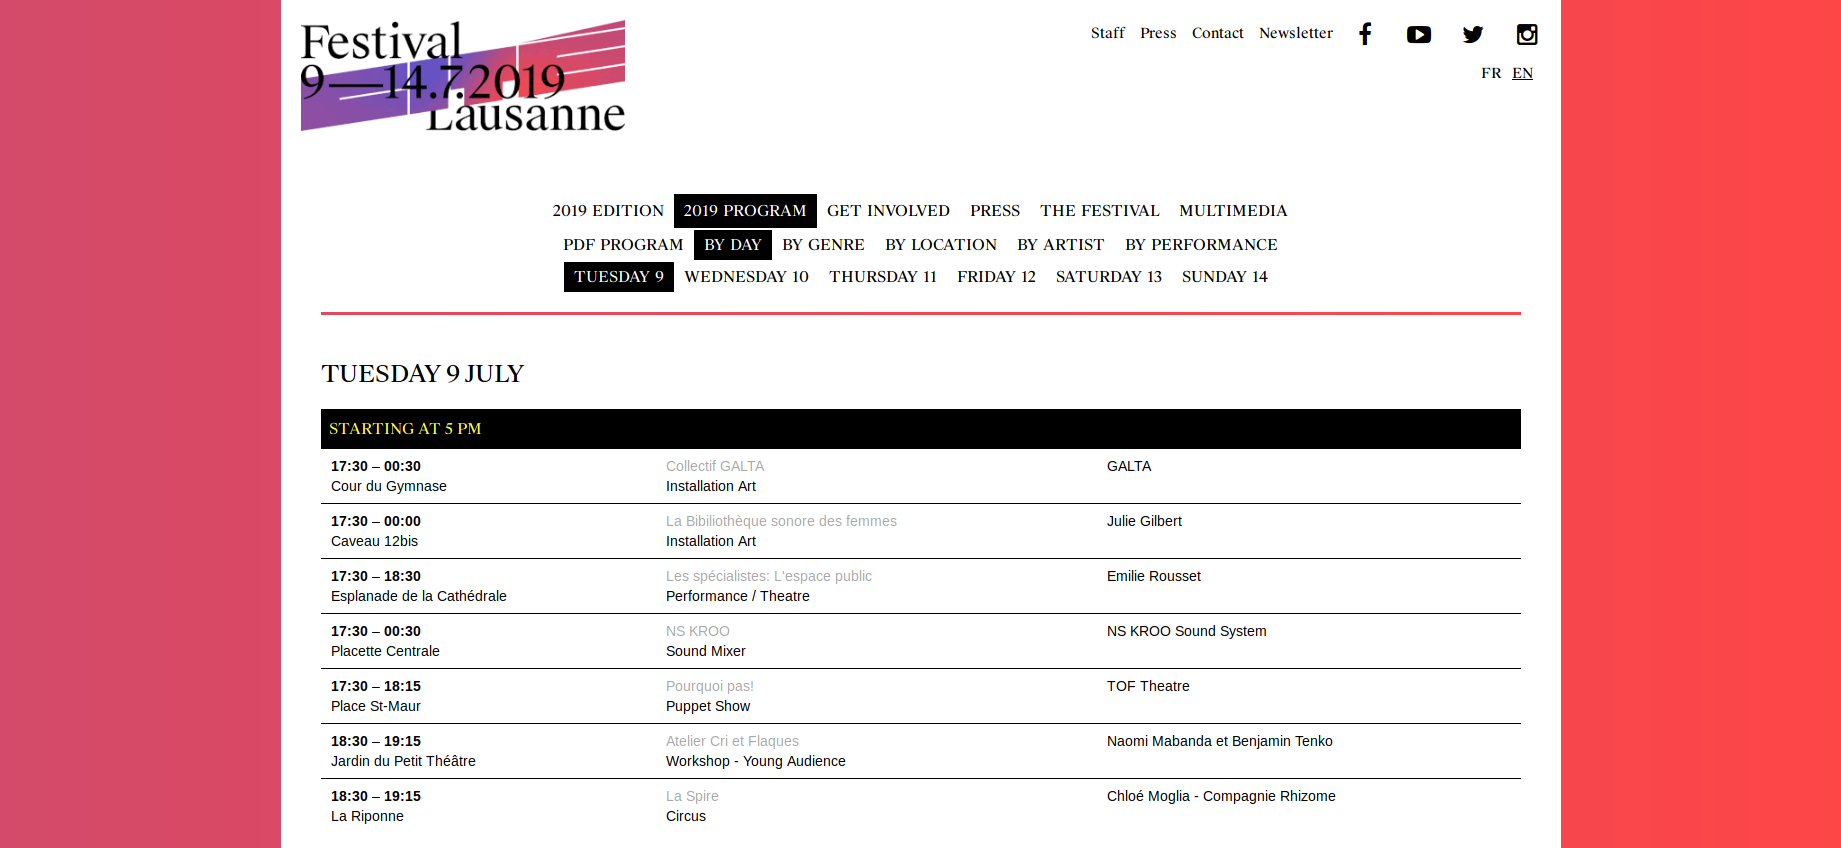 Festival
9—14.7.2019
Lausanne
Staff Press Contact Newsletter
FR EN
2019 EDITION 2019 PROGRAM GET INVOLVED PRESS THE FESTIVAL MULTIMEDIA
PDF PROGRAM BY DAY BY GENRE BY LOCATION BY ARTIST BY PERFORMANCE
TUESDAY 9 WEDNESDAY 10 THURSDAY 11 FRIDAY 12 SATURDAY 13 SUNDAY 14
TUESDAY 9 JULY
STARTING AT 5 PM
17:30 – 00:30 Collectif GALTA GALTA
Cour du Gymnase Installation Art
17:30 – 00:00 La Bibiliothèque sonore des femmes Julie Gilbert
Caveau 12bis Installation Art
17:30 – 18:30 Les spécialistes: L'espace public Emilie Rousset
Esplanade de la Cathédrale Performance / Theatre
17:30 – 00:30 NS KROO NS KROO Sound System
Placette Centrale Sound Mixer
17:30 – 18:15 Pourquoi pas! TOF Theatre
Place St-Maur Puppet Show
18:30 – 19:15 Atelier Cri et Flaques Naomi Mabanda et Benjamin Tenko
Jardin du Petit Théâtre Workshop - Young Audience
18:30 – 19:15 La Spire Chloé Moglia - Compagnie Rhizome
La Riponne Circus